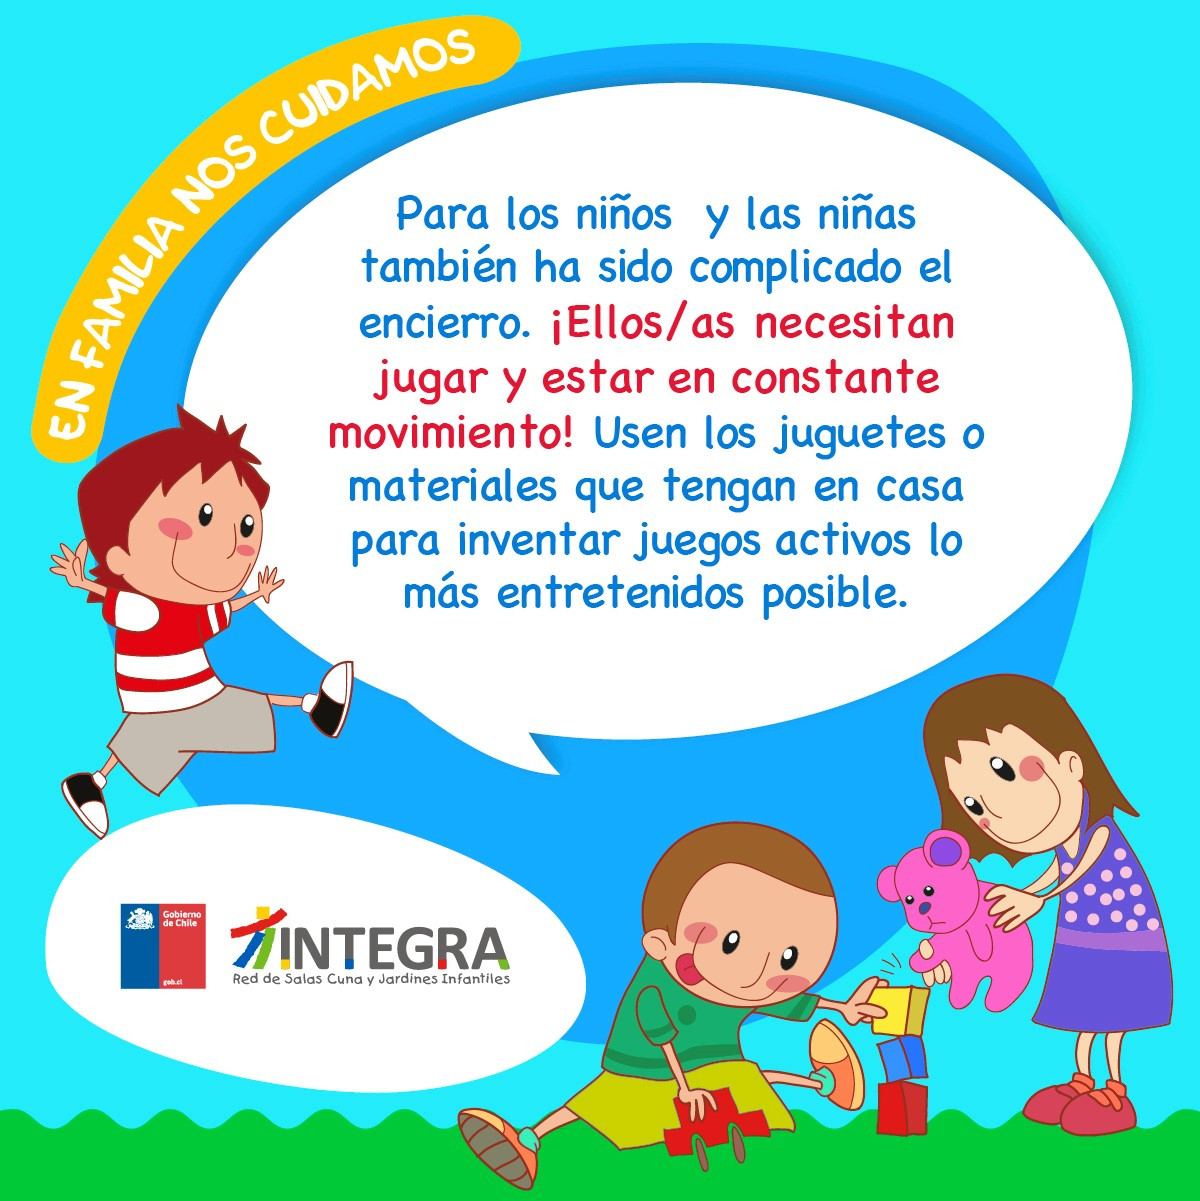 EN FAMILIA NOS CUIDAMOS
Para los niños y las niñas
también ha sido complicado el
encierro. ¡Ellos/as necesitan
jugar y estar en constante
movimiento! Usen los juguetes o
materiales que tengan en casa
para inventar juegos activos lo
más entretenidos posible.
Gobierno
de Chile
gob.cl
INTEGRA
Red de Salas Cuna y Jardines Infantiles